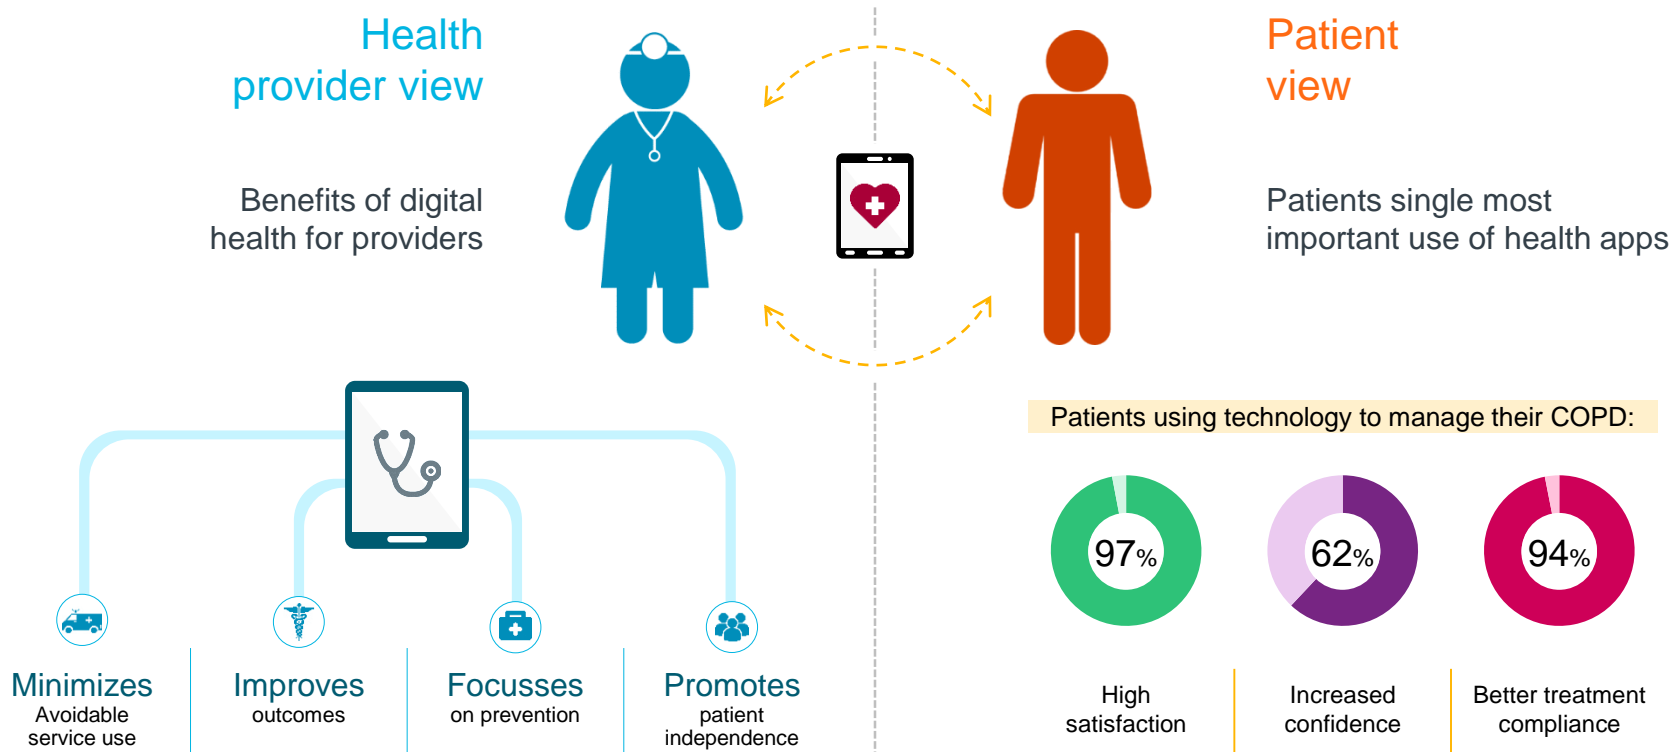 Health
provider view
Benefits of digital
health for providers
Patient
view
Patients single most
important use of health apps
Minimizes
Avoidable
service use
Improves
outcomes
Focusses
on prevention
Promotes
patient
independence
Patients using technology to manage their COPD:
97%
62%
94%
High
satisfaction
Increased
confidence
Better treatment
compliance